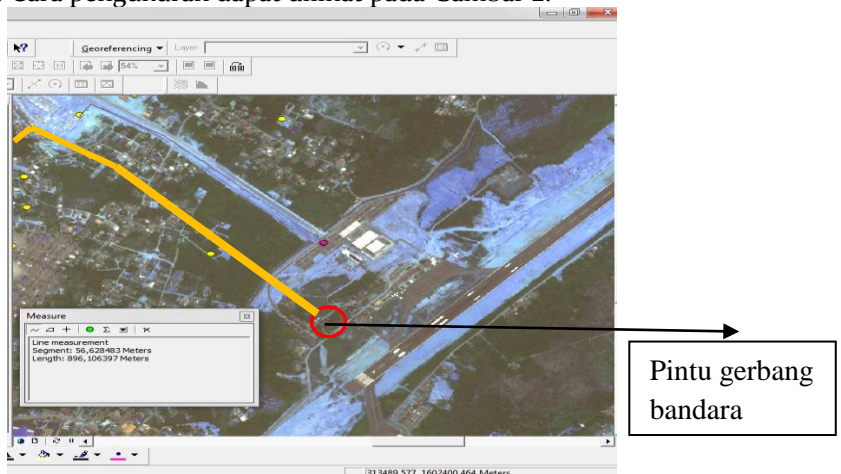 Cara pengukuran dapat dilihat pada Gambar 2.
Georeferencing
Layer:
54%
Measure
Line measurement
Segment: 56,628483 Meters
Length: 896,106397 Meters
Pintu gerbang
bandara
313489,577 1602400,464 Meters